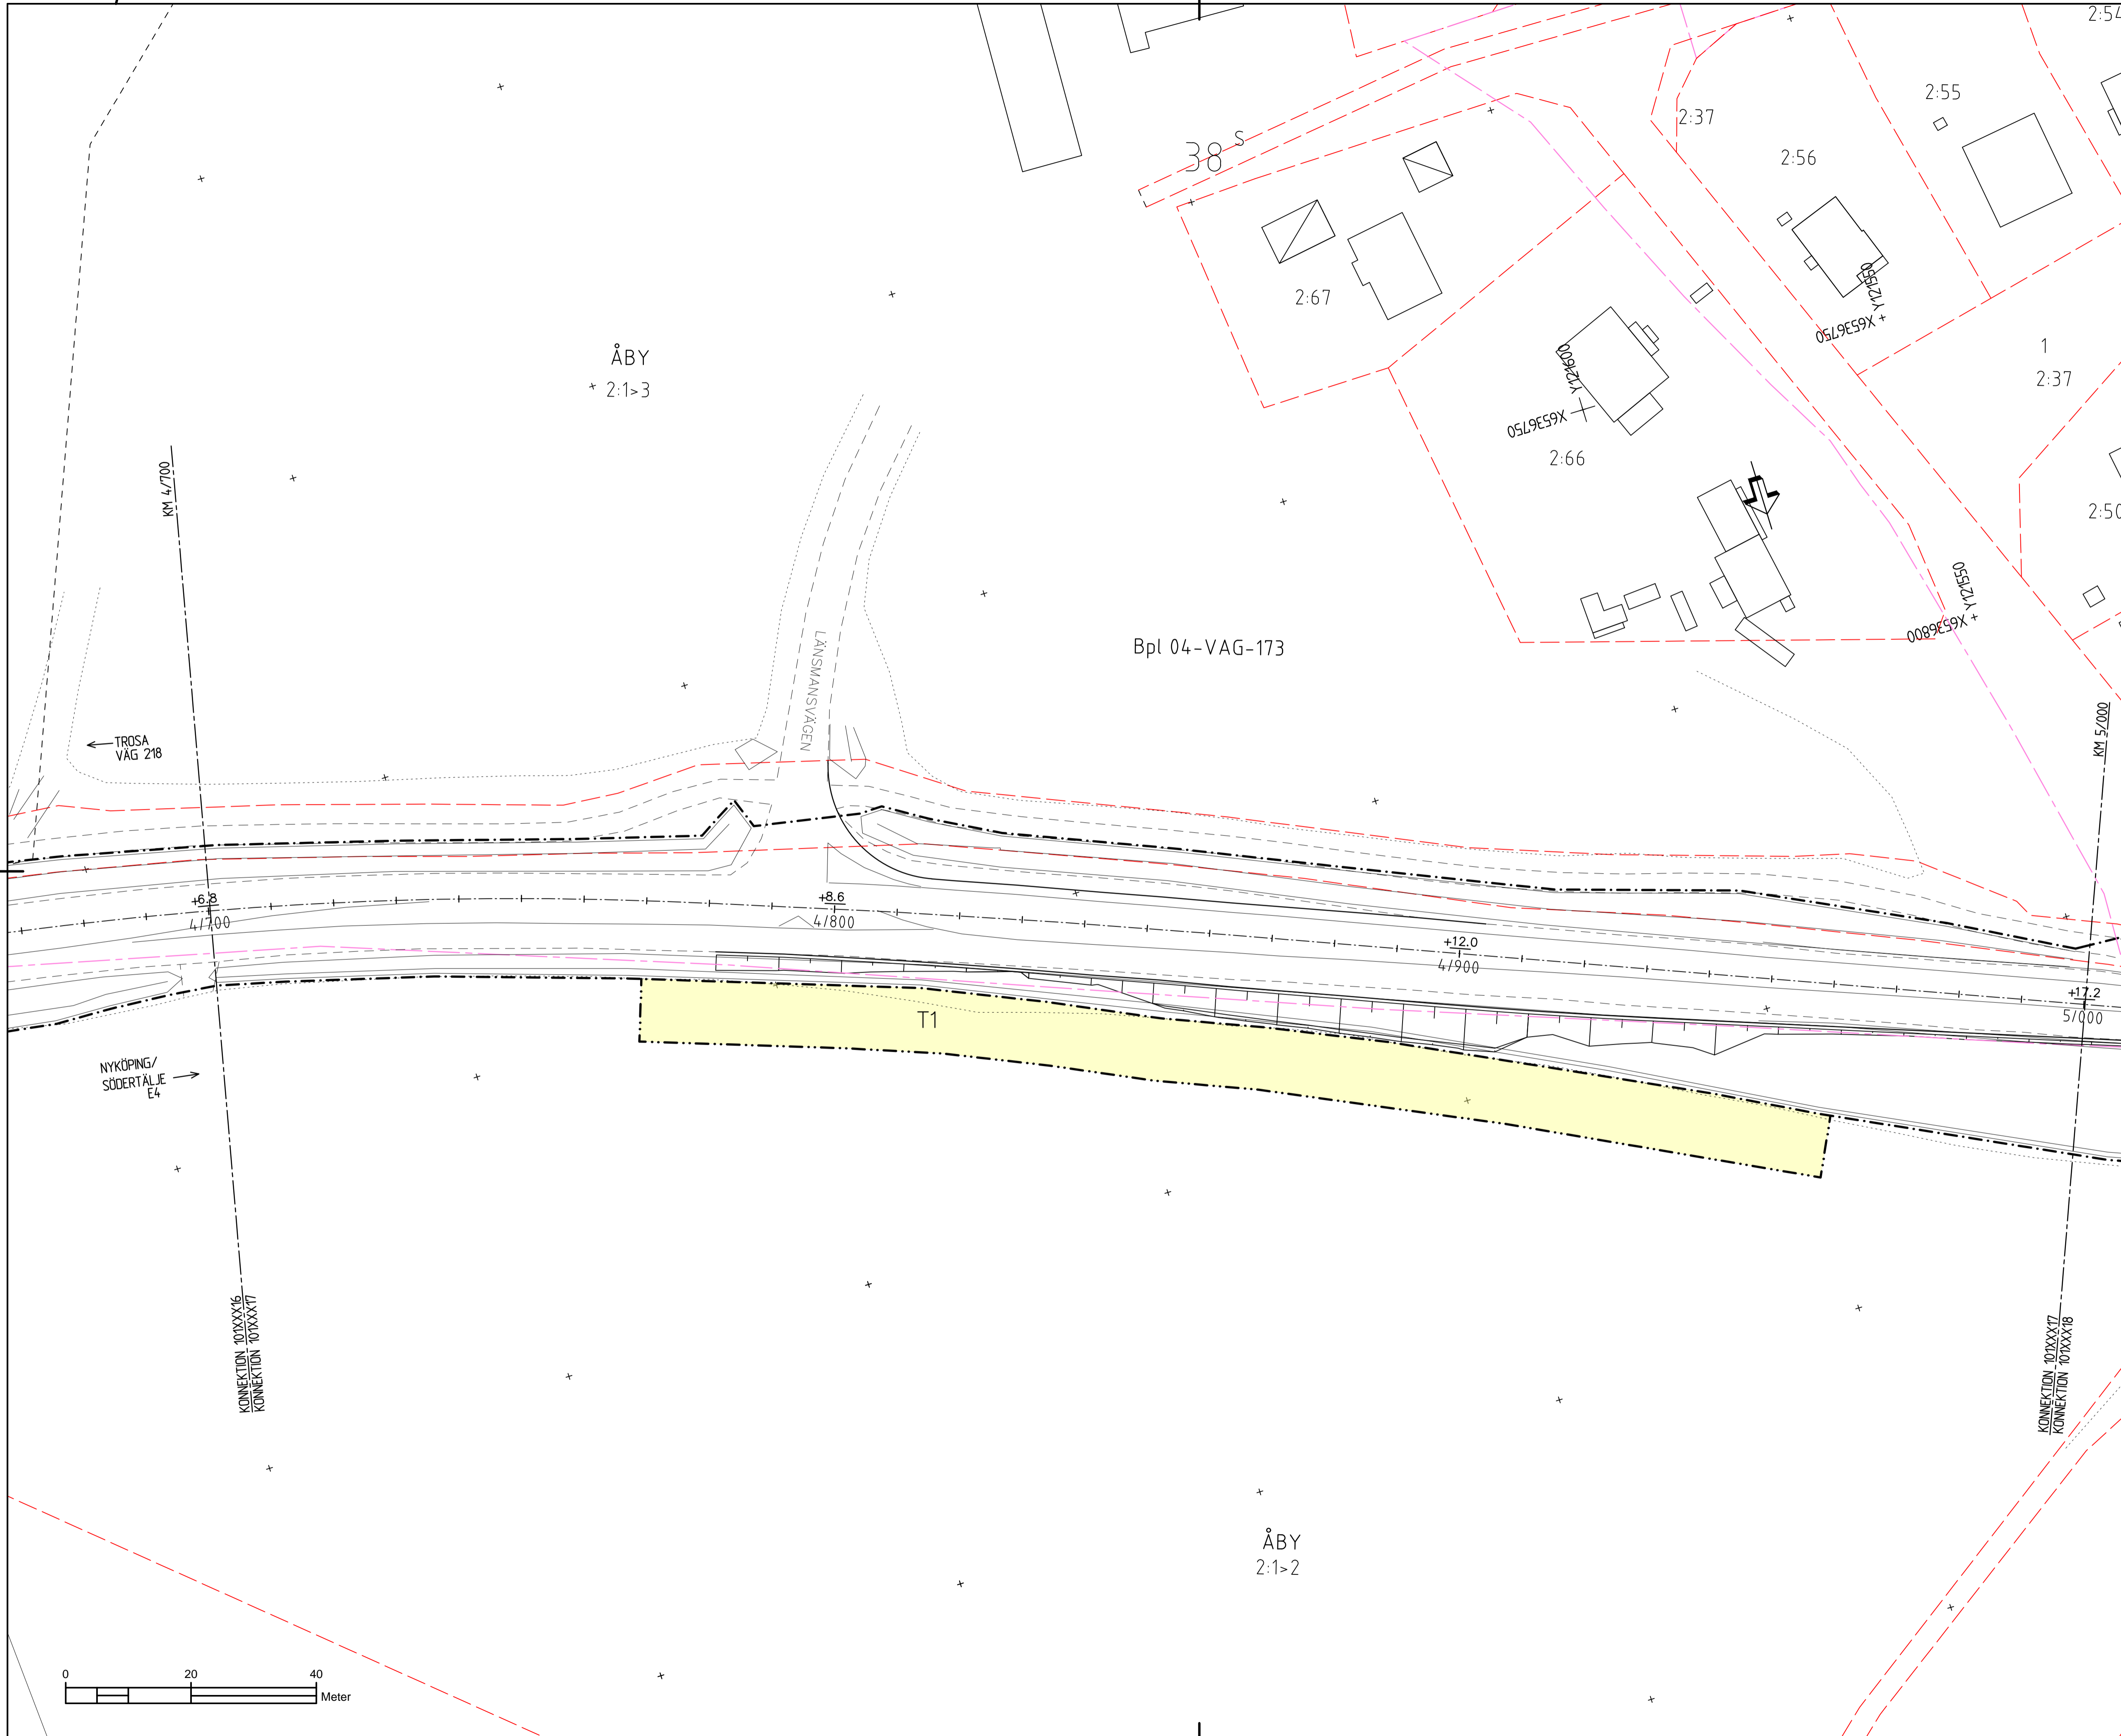 2:54
2:55
2:37
38 S
2:56
Y121550
X6536750
2:67
1
2:37
ÅBY
2:1>3
Y121600
X6536750
2:66
KM 4/700
2:50
Y121550
X6536800
LÄNSMANSVÄGEN
Bpl 04-VAG-173
KM 5/000
TROSA
VÄG 218
+6.8
4/700
+8.6
4/800
+12.0
4/900
+17.2
5/000
T1
NYKÖPING/
SÖDERTÄLJE
E4
KONNEKTION 101XXX16
KONNEKTION 101XXX17
KONNEKTION 101XXX17
KONNEKTION 101XXX18
ÅBY
2:1>2
0 20 40
Meter